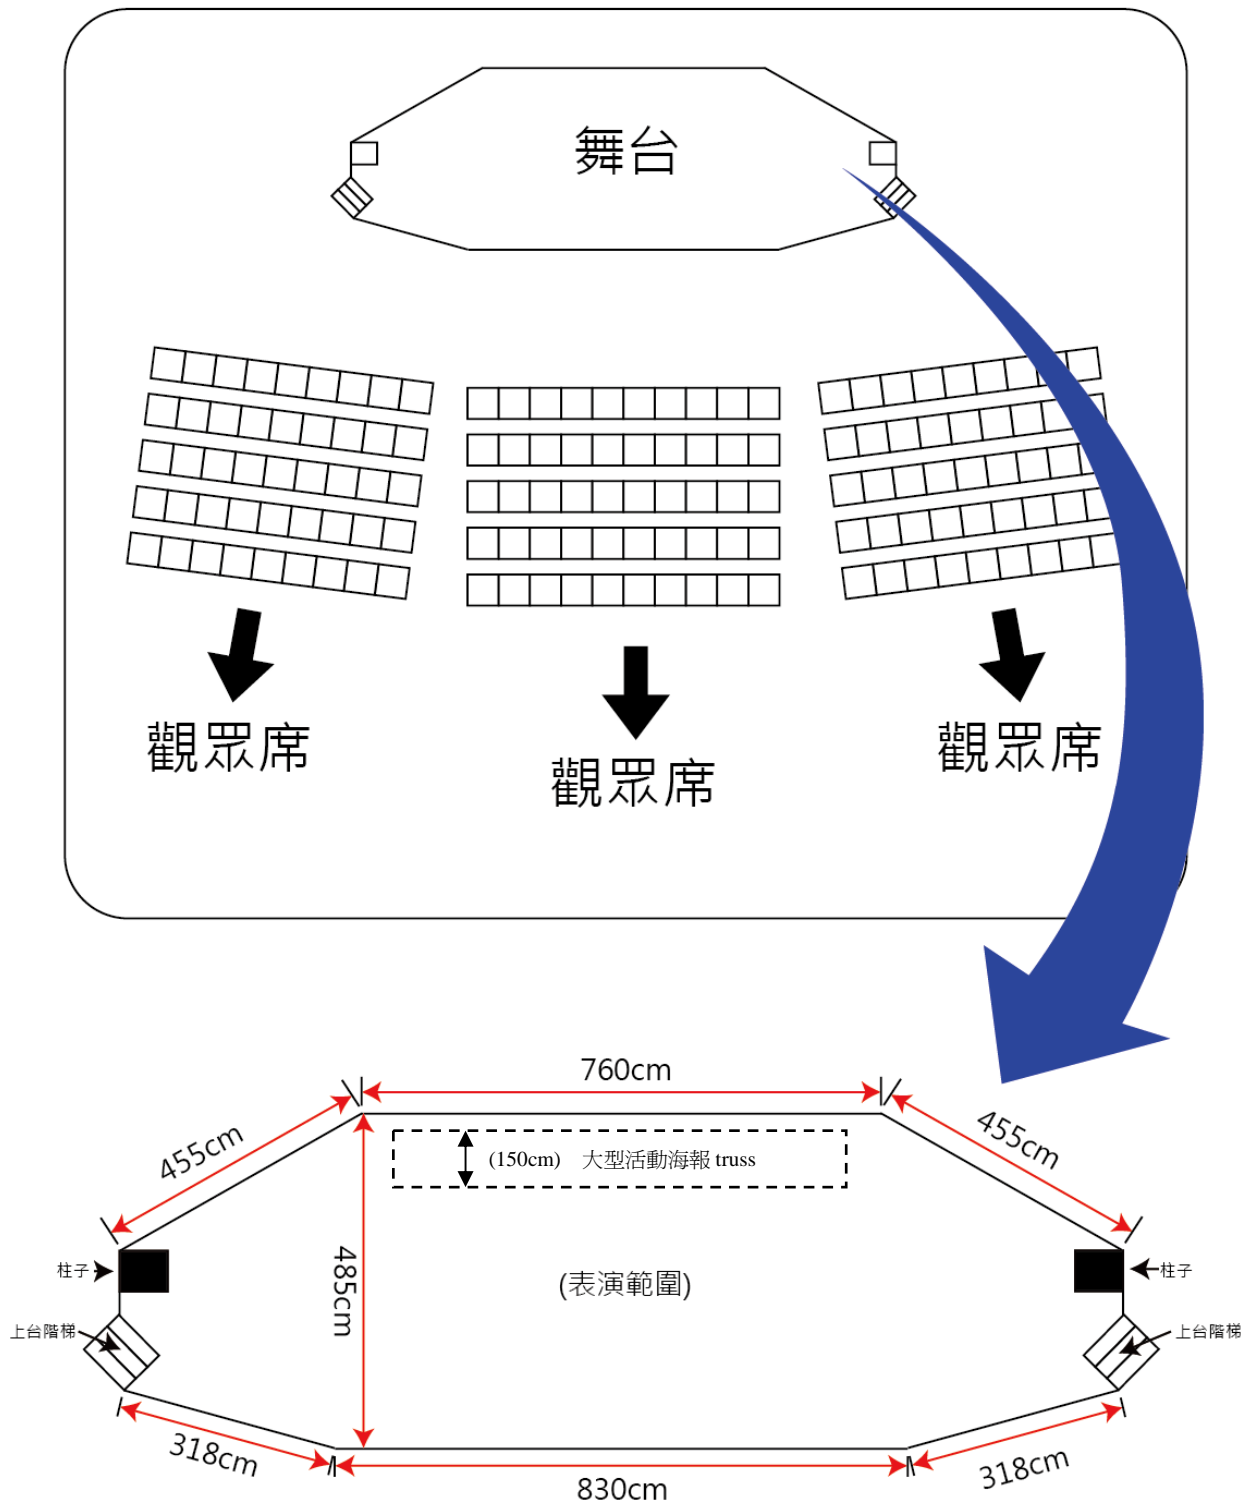 舞台
觀眾席
觀眾席
觀眾席
760cm
455cm
455cm
(150cm) 大型活動海報 truss
485cm
(表演範圍)
柱子
柱子
上台階梯
上台階梯
318cm
318cm
830cm